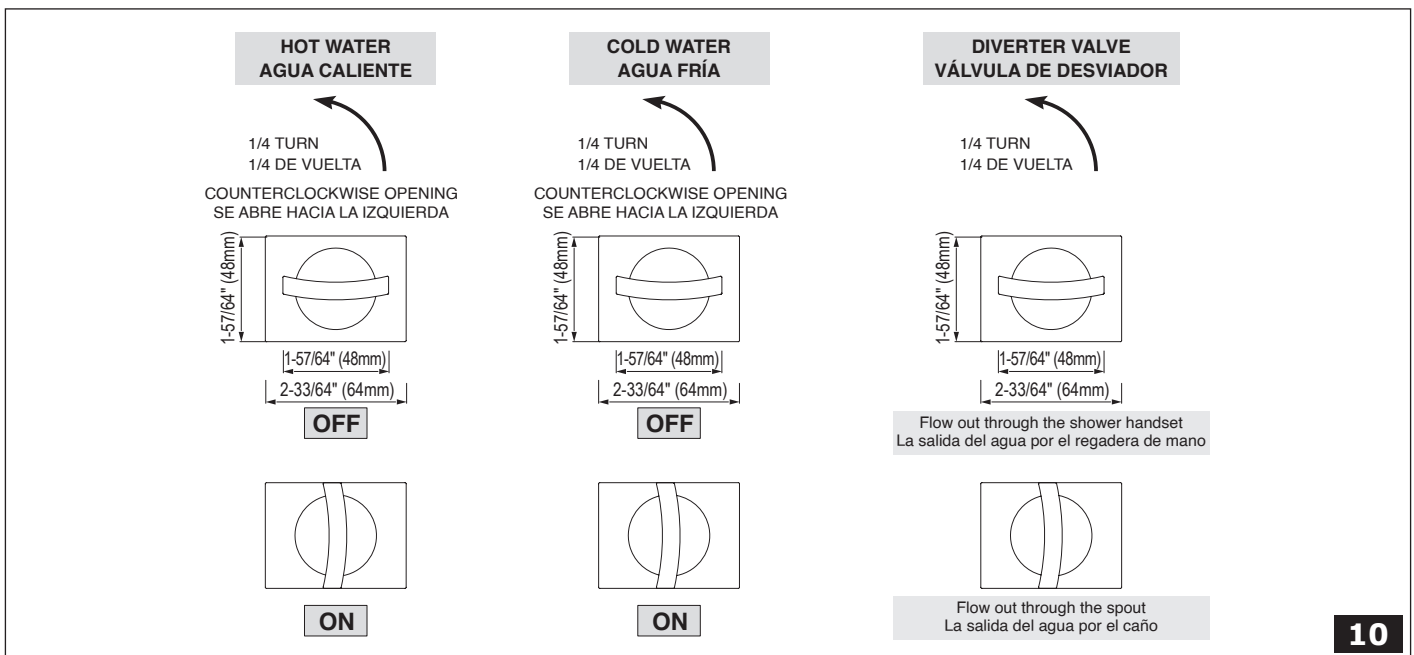 HOT WATER
AGUA CALIENTE
1/4 TURN
1/4 DE VUELTA
COUNTERCLOCKWISE OPENING
SE ABRE HACIA LA IZQUIERDA
1-57/64" (48mm)
1-57/64" (48mm)
2-33/64" (64mm)
OFF
ON
COLD WATER
AGUA FRÍA
1/4 TURN
1/4 DE VUELTA
COUNTERCLOCKWISE OPENING
SE ABRE HACIA LA IZQUIERDA
1-57/64" (48mm)
1-57/64" (48mm)
2-33/64" (64mm)
OFF
ON
DIVERTER VALVE
VÁLVULA DE DESVIADOR
1/4 TURN
1/4 DE VUELTA
1-57/64" (48mm)
1-57/64" (48mm)
2-33/64" (64mm)
Flow out through the shower handset
La salida del agua por el regadera de mano
Flow out through the spout
La salida del agua por el caño
10